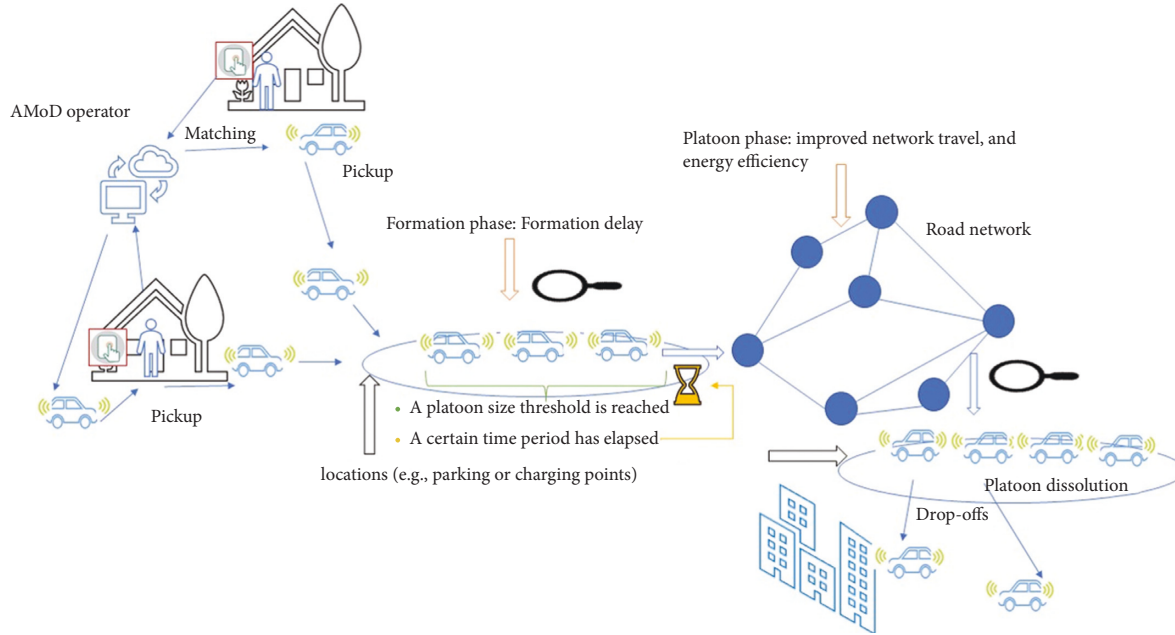 AMoD operator
Matching
Pickup
Pickup
Formation phase: Formation delay
• A platoon size threshold is reached
• A certain time period has elapsed
locations (e.g., parking or charging points)
Platoon phase: improved network travel, and
energy efficiency
Road network
Platoon dissolution
Drop-offs